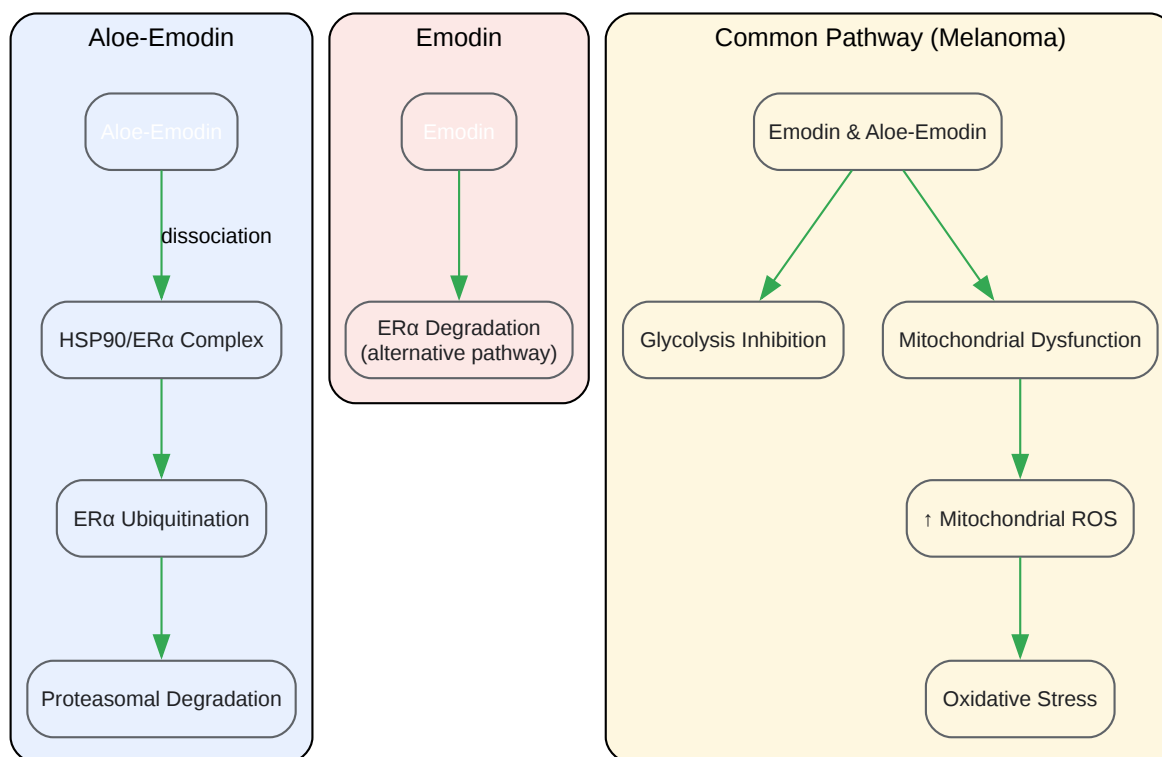 Aloe-Emodin
Aloe-Emodin
dissociation
HSP90/ERα Complex
ERα Ubiquitination
Proteasomal Degradation
Emodin
Emodin
ERα Degradation
(alternative pathway)
Common Pathway (Melanoma)
Emodin & Aloe-Emodin
Glycolysis Inhibition
Mitochondrial Dysfunction
↑ Mitochondrial ROS
Oxidative Stress